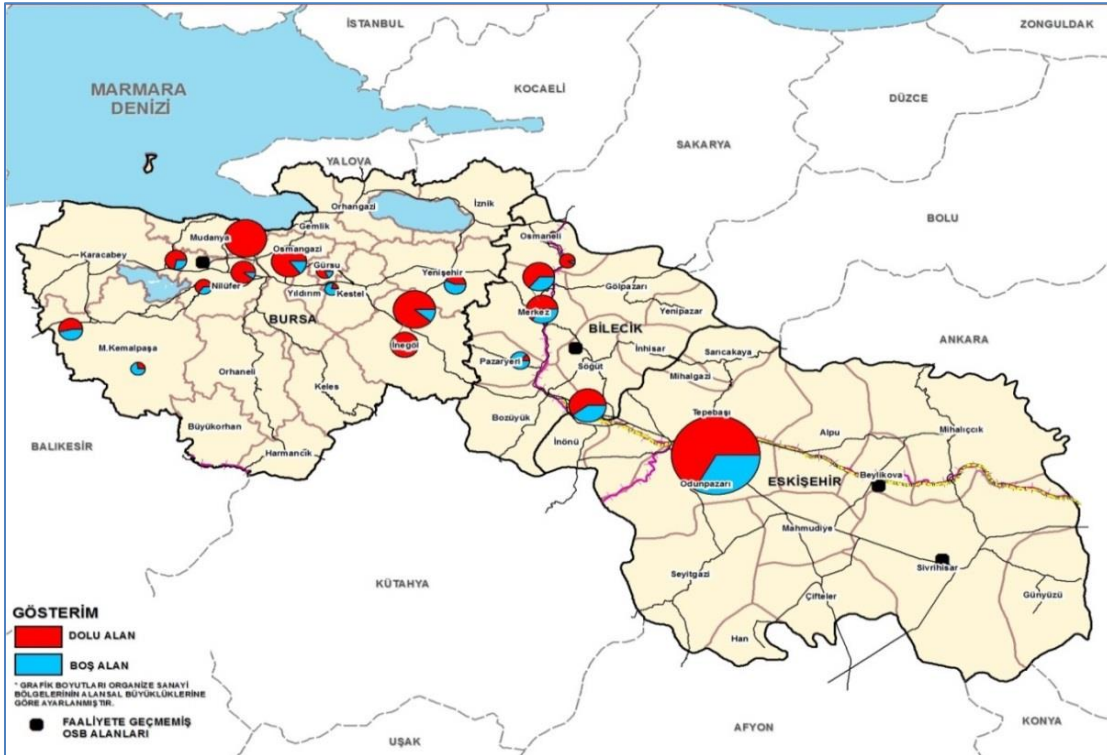 İSTANBUL
ZONGULDAK
MARMARA
DENİZİ
KOCAELİ
DÜZCE
SAKARYA
YALOVA
BOLU
Orhangazi
İznik
Gemlik
Mudanya
Osmaneli
Karacabey
Osmangazi
Gürsu
Yenişehir
Gölpazarı
Nilüfer
Yıldırım
Kestel
BURSA
Merkez
Yenipazar
BİLECİK
ANKARA
M.Kemalpaşa
İnegöl
Pazaryeri
Söğüt
İnhisar
Sarıcakaya
Mihalgazi
Orhaneli
Keles
Büyükorhan
Bozüyük
Tepebaşı
Alpu
Mihalıçcık
BALIKESİR
Harmancık
İnönü
Odunpazarı
ESKİŞEHİR
Beylikova
Mahmudiye
KÜTAHYA
Seyitgazi
Sivrihisar
Çifteler
Günyüzü
Han
GÖSTERİM
DOLU ALAN
BOŞ ALAN
* GRAFİK BOYUTLARI ORGANİZE SANAYİ
BÖLGELERİNİN ALANSAL BÜYÜKLÜKLERİNE
GÖRE AYARLANMIŞTIR.
FAALİYETE GEÇMEMİŞ
OSB ALANLARI
UŞAK
AFYON
KONYA